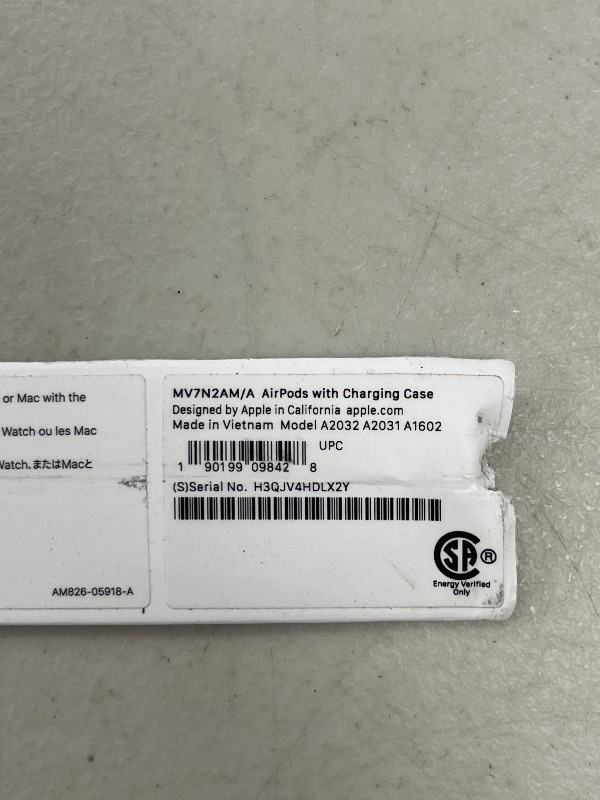 or Mac with the
Watch ou les Mac
Watch、またはMacと
AM826-05918-A
MV7N2AM/A AirPods with Charging Case
Designed by Apple in California apple.com
Made in Vietnam Model A2032 A2031 A1602
UPC
1 90199 09842 8
(S)Serial No. H3QJV4HDLX2Y
SA ®
Energy Verified
Only